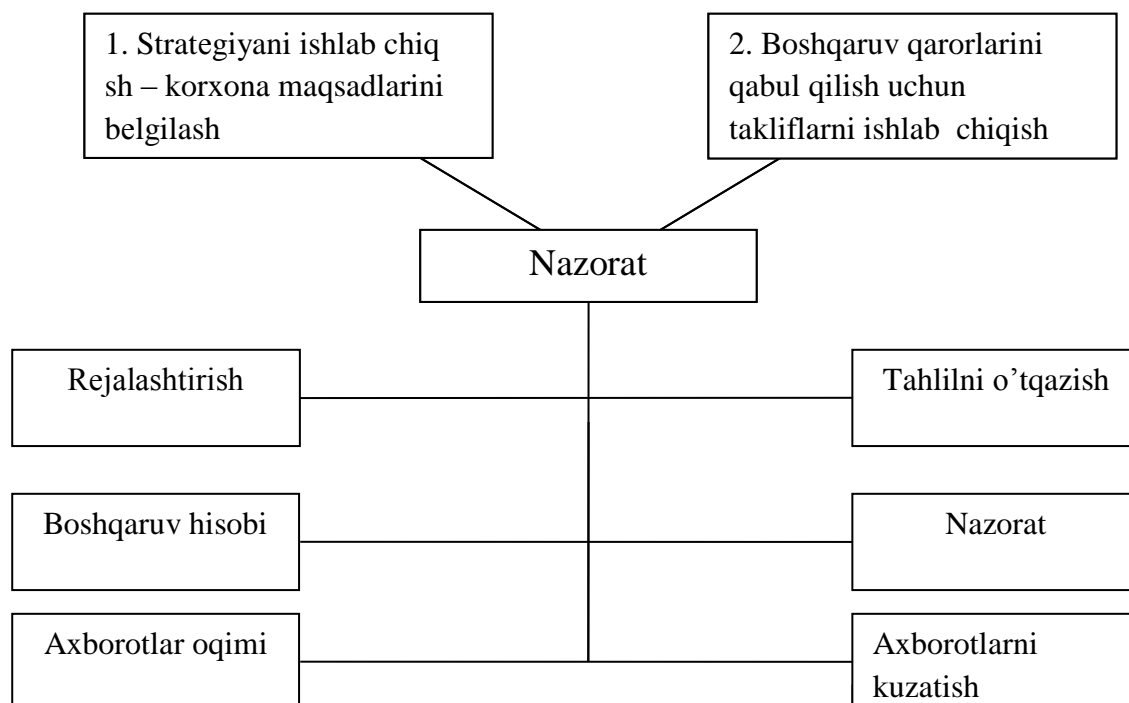 1. Strategiyani ishlab chiq
sh – korxona maqsadlarini
belgilash
2. Boshqaruv qarorlarini
qabul qilish uchun
takliflarni ishlab chiqish
Nazorat
Rejalashtirish
Tahlilni o’tqazish
Boshqaruv hisobi
Nazorat
Axborotlar oqimi
Axborotlarni
kuzatish